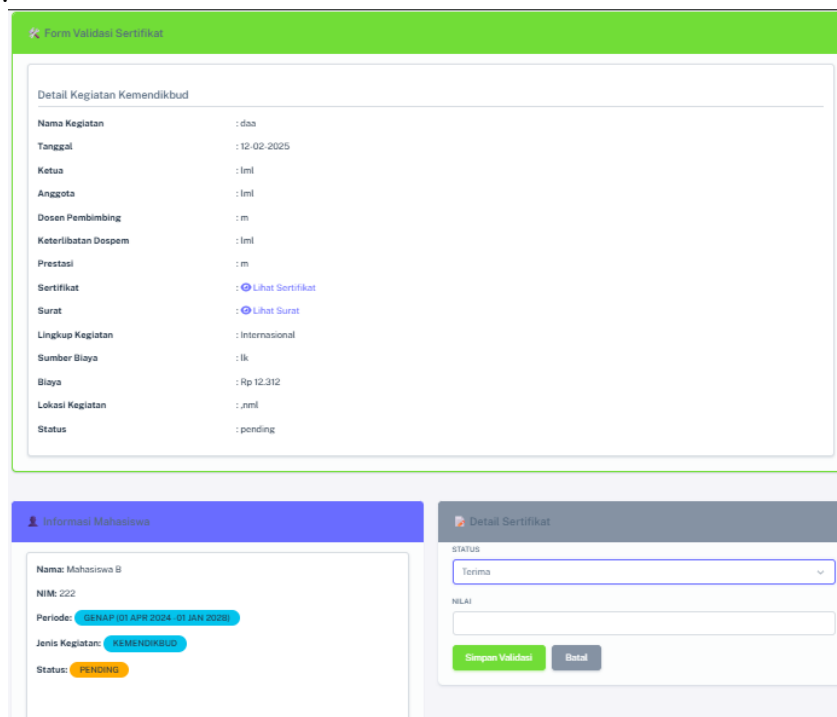 Form Validasi Sertifikat
Detail Kegiatan Kemendikbud
Nama Kegiatan : daa
Tanggal : 12-02-2025
Ketua : lml
Anggota : lml
Dosen Pembimbing : m
Keterlibatan Dospem : lml
Prestasi : m
Sertifikat : Lihat Sertifikat
Surat : Lihat Surat
Lingkup Kegiatan : Internasional
Sumber Biaya : lk
Biaya : Rp 12.312
Lokasi Kegiatan : ,nml
Status : pending
Informasi Mahasiswa
Nama: Mahasiswa B
NIM: 222
Periode: GENAP (01 APR 2024 -01 JAN 2028)
Jenis Kegiatan: KEMENDIKBUD
Status: PENDING
Detail Sertifikat
STATUS
Terima
NILAI
Simpan Validasi Batal